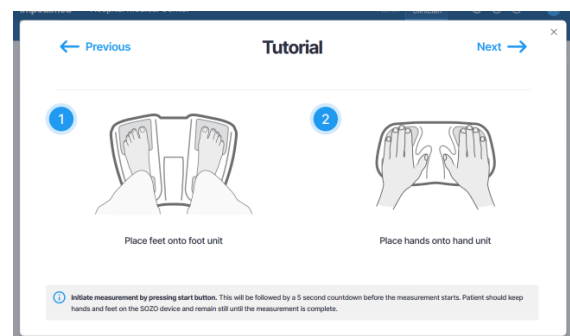 Previous
Tutorial
Next
1
2
Place feet onto foot unit
Place hands onto hand unit
Initiate measurement by pressing start button. This will be followed by a 5 second countdown before the measurement starts. Patient should keep
hands and feet on the SOZO device and remain still until the measurement is complete.